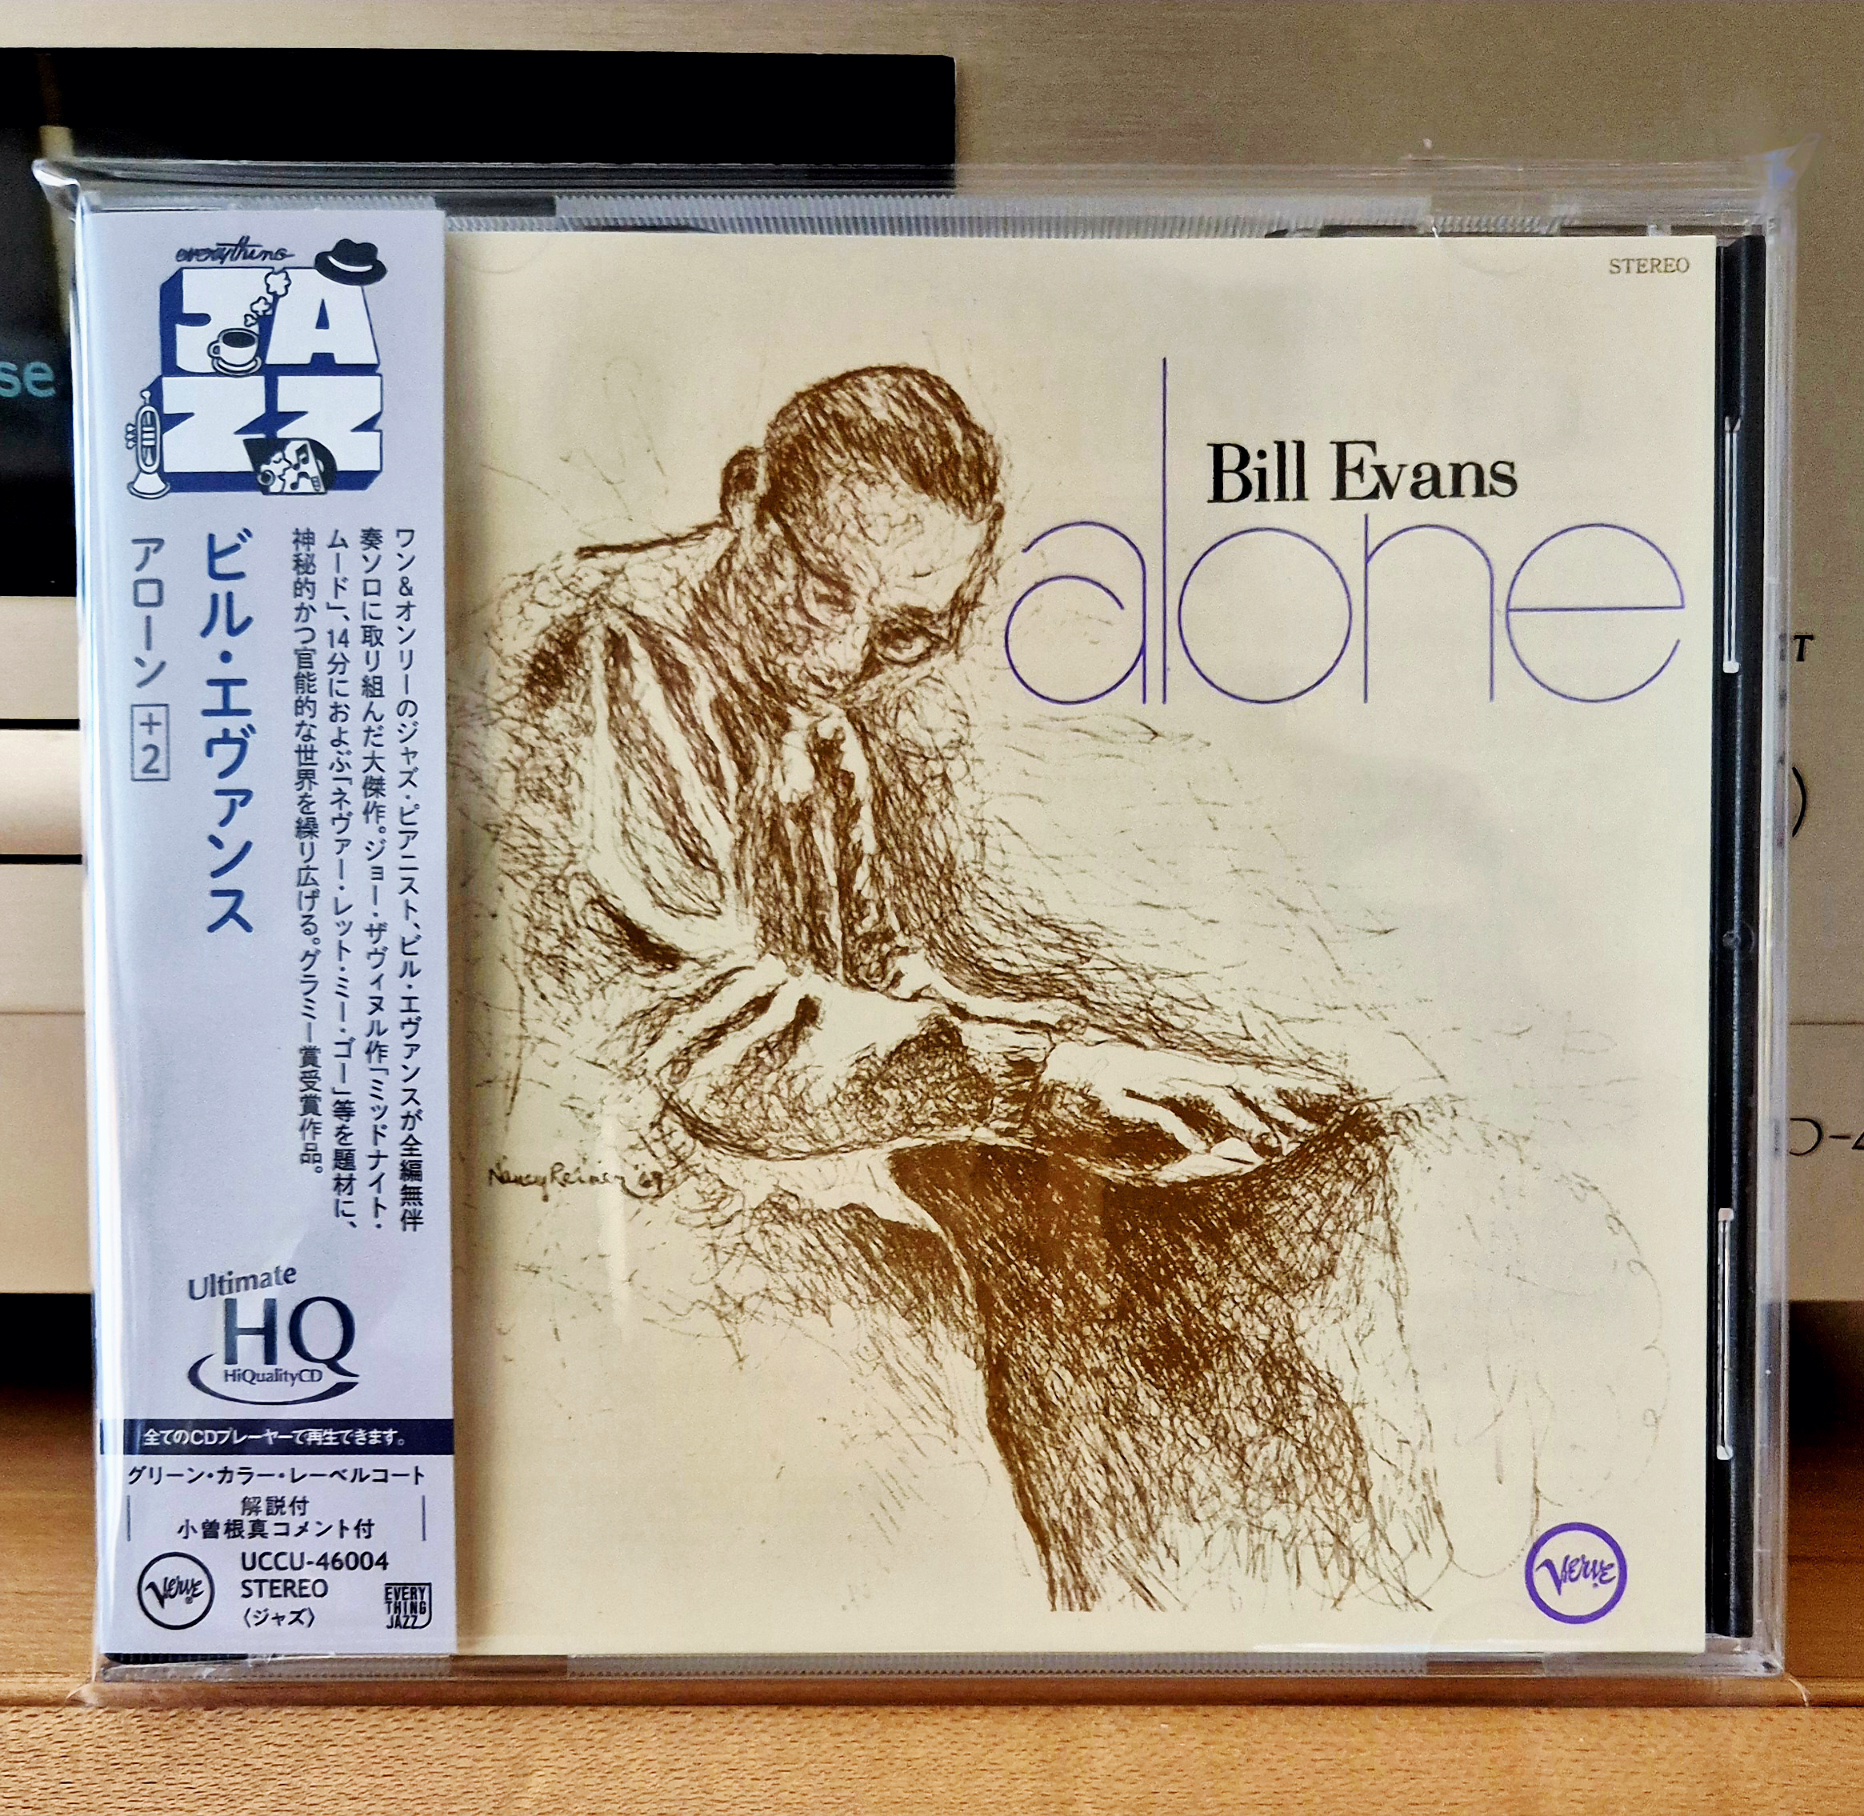 se
everything
JAZZ
ワン&オンリーのジャズ・ピアニスト、ビル・エヴァンスが全編無伴
奏ソロに取り組んだ大傑作。ジョー・ザヴィヌル作「ミッドナイト・
ムード」、14分におよぶ「ネヴァー・レット・ミー・ゴー」等を題材に、
神秘的かつ官能的な世界を繰り広げる。グラミー賞受賞作品。
ビル・エヴァンス
アローン +2
Ultimate
HQ
HiQualityCD
全てのCDプレーヤーで再生できます。
グリーン・カラー・レーベルコート
解説付
小曽根真コメント付
Verve
UCCU-46004
STEREO
〈ジャズ〉
EVERY
THING
JAZZ
STEREO
Bill Evans
alone
Nancy Reiner '69
Verve